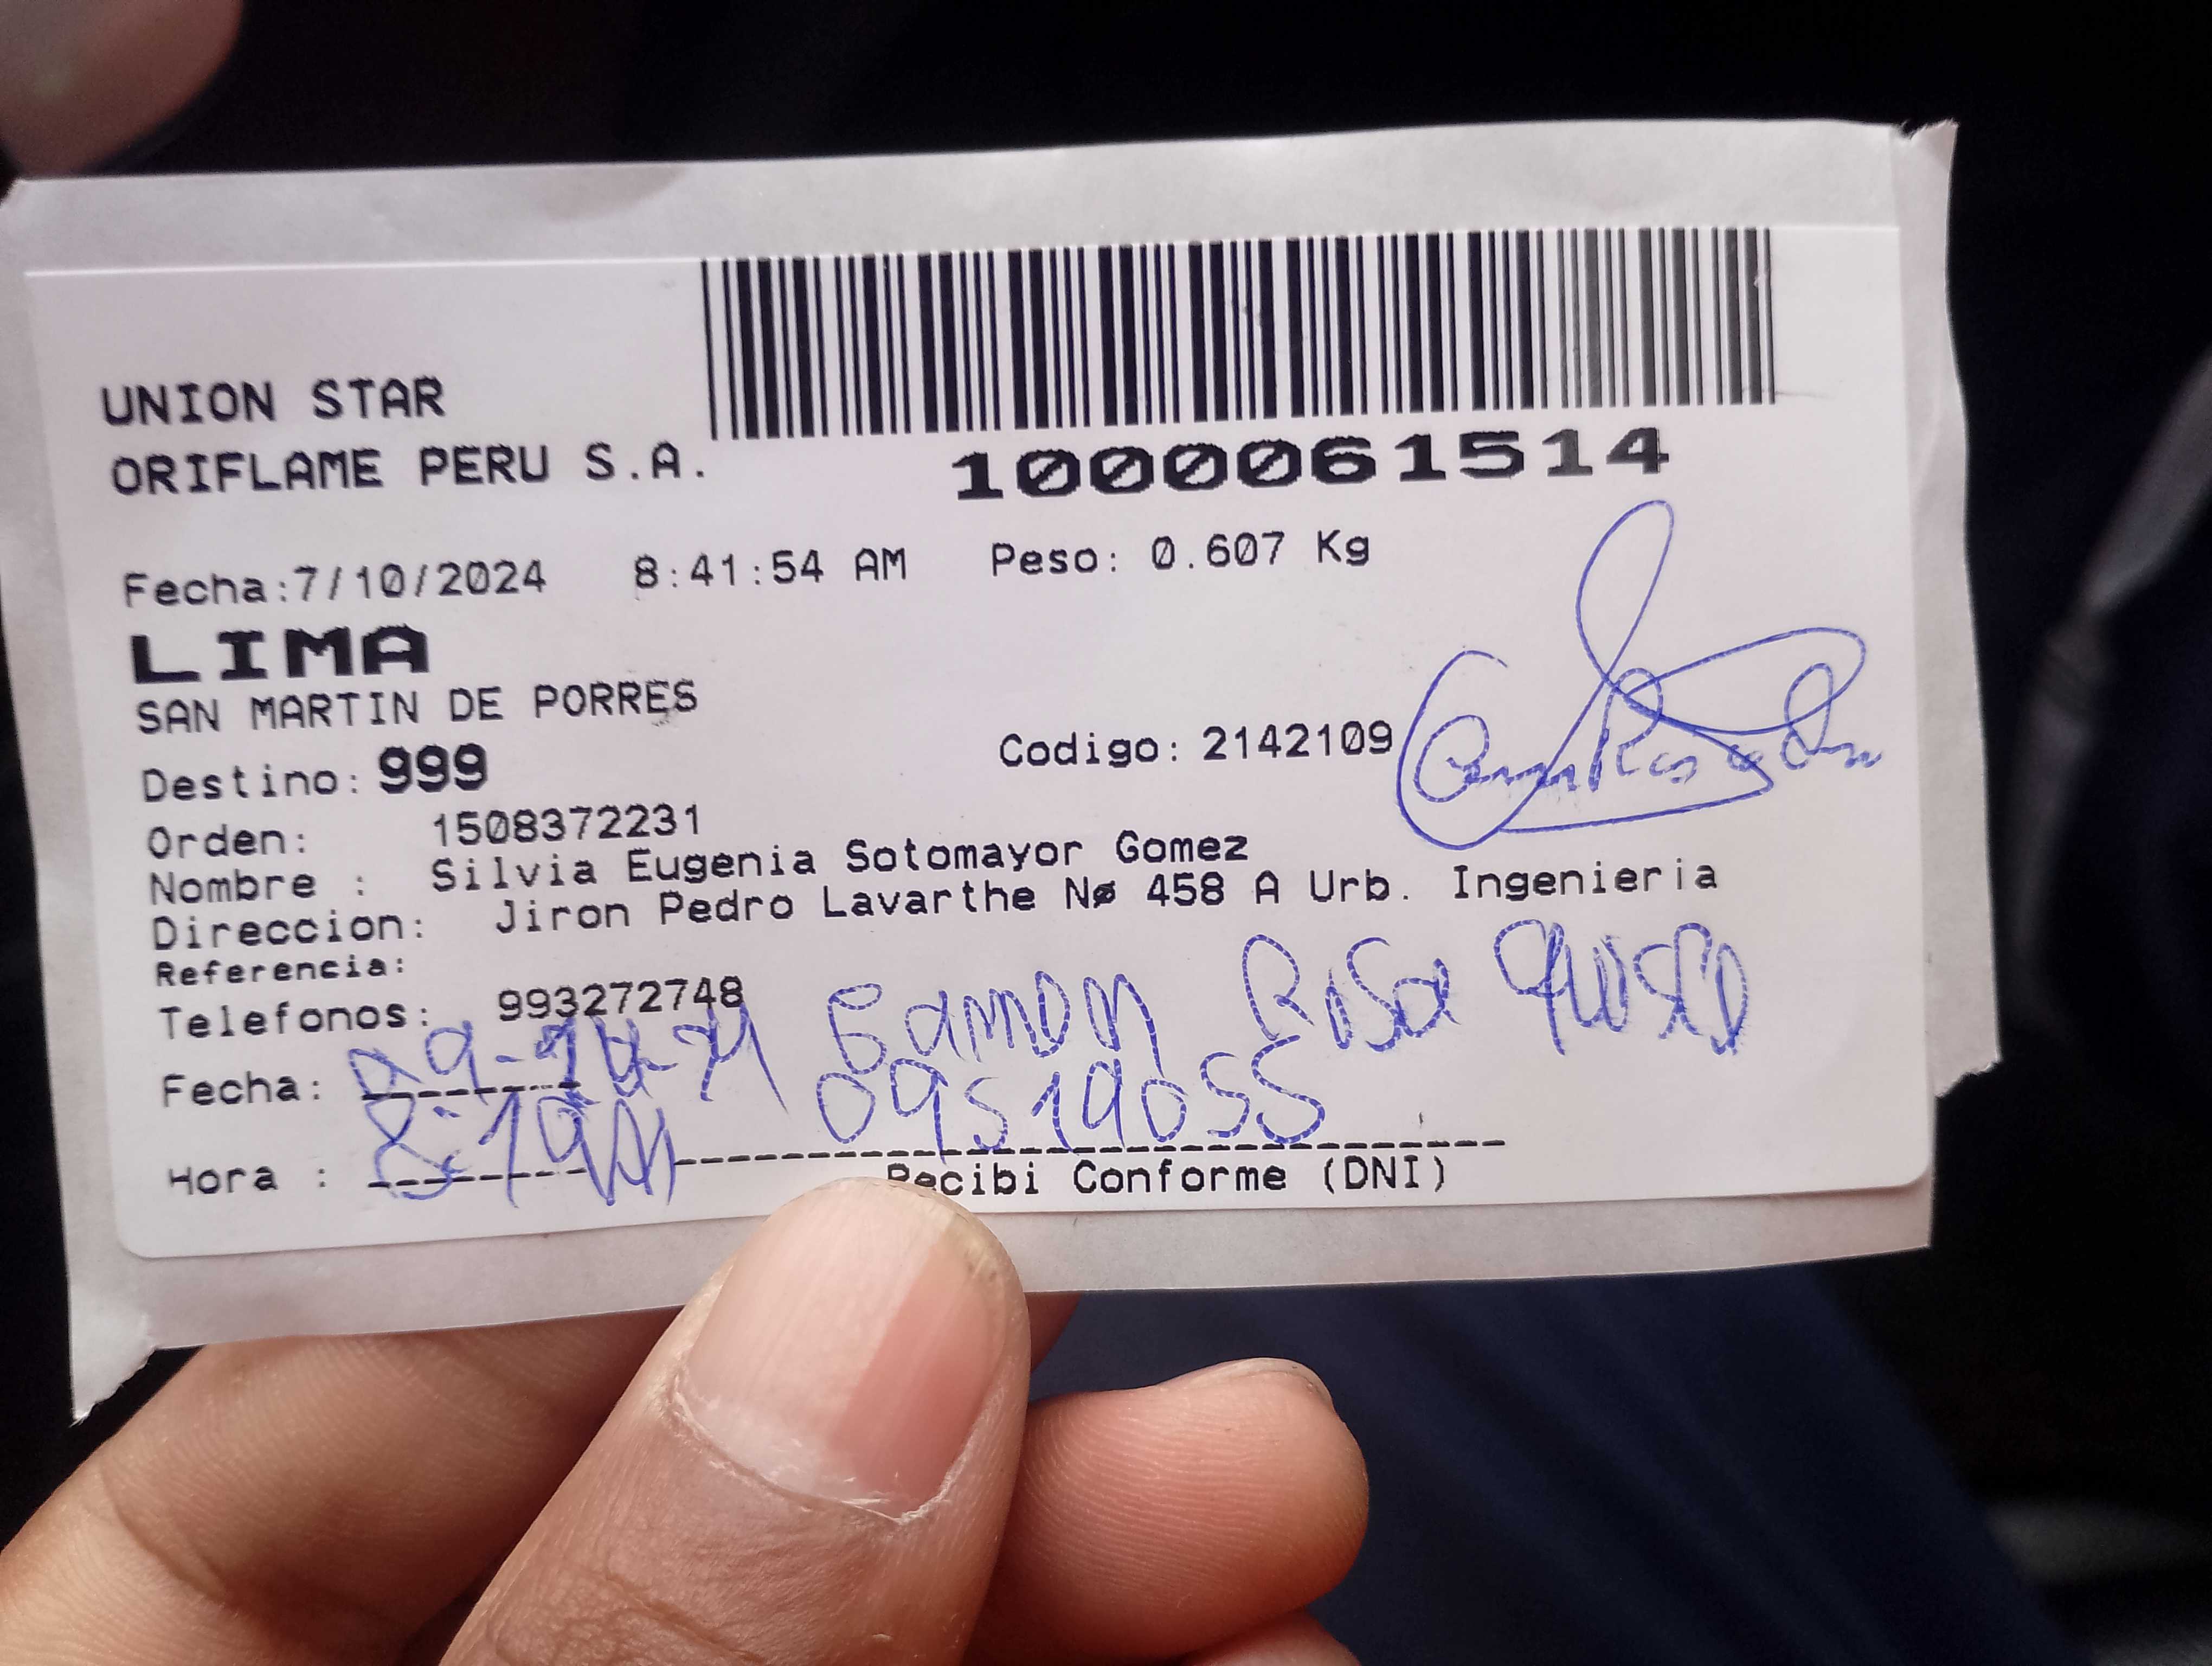 UNION STAR
ORIFLAME PERU S.A.
1000061514
Fecha:7/10/2024 8:41:54 AM Peso: 0.607 Kg
LIMA
SAN MARTIN DE PORRES
Destino: 999 Codigo: 2142109
Orden: 1508372231
Nombre : Silvia Eugenia Sotomayor Gomez
Direccion: Jiron Pedro Lavarthe Nø 458 A Urb. Ingenieria
Referencia:
Telefonos: 993272748
Rosa
Fecha: 09519055
Hora :
Recibi Conforme (DNI)